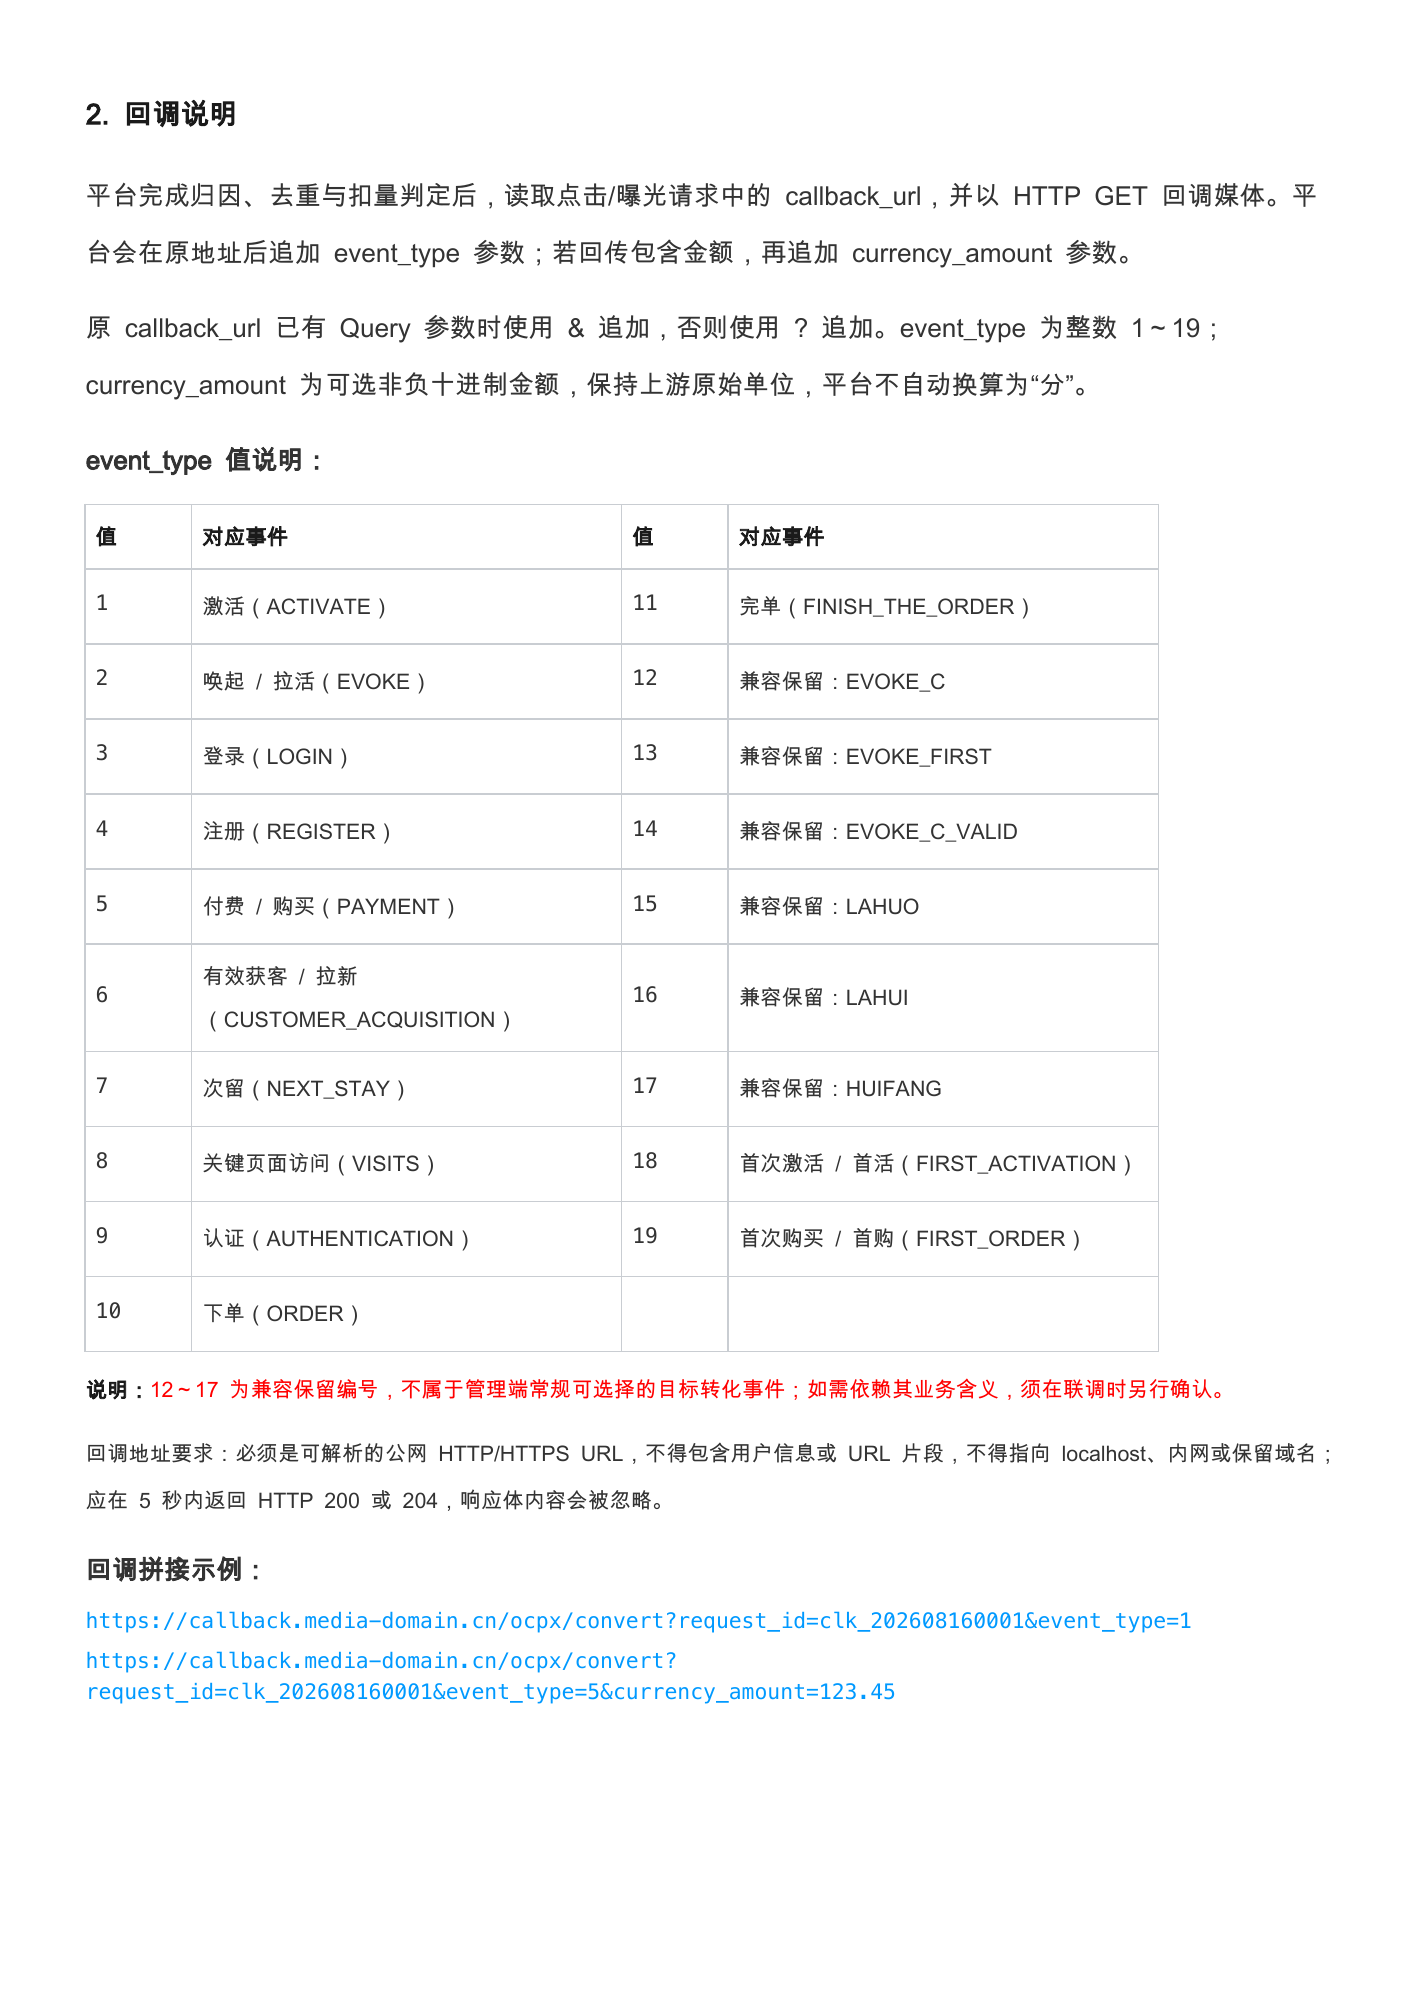 2. 回调说明
平台完成归因、去重与扣量判定后，读取点击/曝光请求中的 callback_url，并以 HTTP GET 回调媒体。平
台会在原地址后追加 event_type 参数；若回传包含金额，再追加 currency_amount 参数。
原 callback_url 已有 Query 参数时使用 & 追加，否则使用 ? 追加。event_type 为整数 1～19；
currency_amount 为可选非负十进制金额，保持上游原始单位，平台不自动换算为“分”。
event_type 值说明：
值 对应事件 值 对应事件
1 激活（ACTIVATE） 11 完单（FINISH_THE_ORDER）
2 唤起 / 拉活（EVOKE） 12 兼容保留：EVOKE_C
3 登录（LOGIN） 13 兼容保留：EVOKE_FIRST
4 注册（REGISTER） 14 兼容保留：EVOKE_C_VALID
5 付费 / 购买（PAYMENT） 15 兼容保留：LAHUO
6 有效获客 / 拉新
（CUSTOMER_ACQUISITION） 16 兼容保留：LAHUI
7 次留（NEXT_STAY） 17 兼容保留：HUIFANG
8 关键页面访问（VISITS） 18 首次激活 / 首活（FIRST_ACTIVATION）
9 认证（AUTHENTICATION） 19 首次购买 / 首购（FIRST_ORDER）
10 下单（ORDER）
说明：12～17 为兼容保留编号，不属于管理端常规可选择的目标转化事件；如需依赖其业务含义，须在联调时另行确认。
回调地址要求：必须是可解析的公网 HTTP/HTTPS URL，不得包含用户信息或 URL 片段，不得指向 localhost、内网或保留域名；
应在 5 秒内返回 HTTP 200 或 204，响应体内容会被忽略。
回调拼接示例：
https://callback.media-domain.cn/ocpx/convert?request_id=clk_202608160001&event_type=1
https://callback.media-domain.cn/ocpx/convert?
request_id=clk_202608160001&event_type=5&currency_amount=123.45